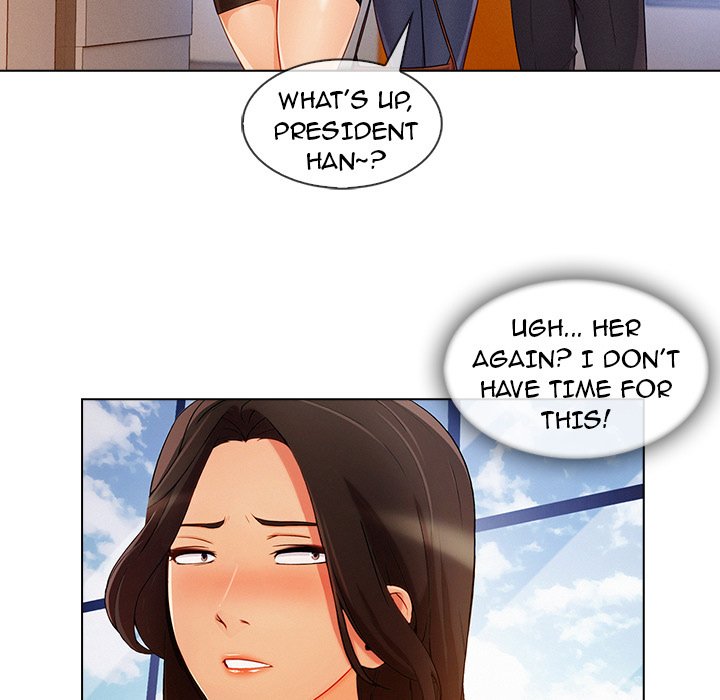 WHAT'S UP,
PRESIDENT
HAN~?
UGH... HER
AGAIN? I DON'T
HAVE TIME FOR
THIS!